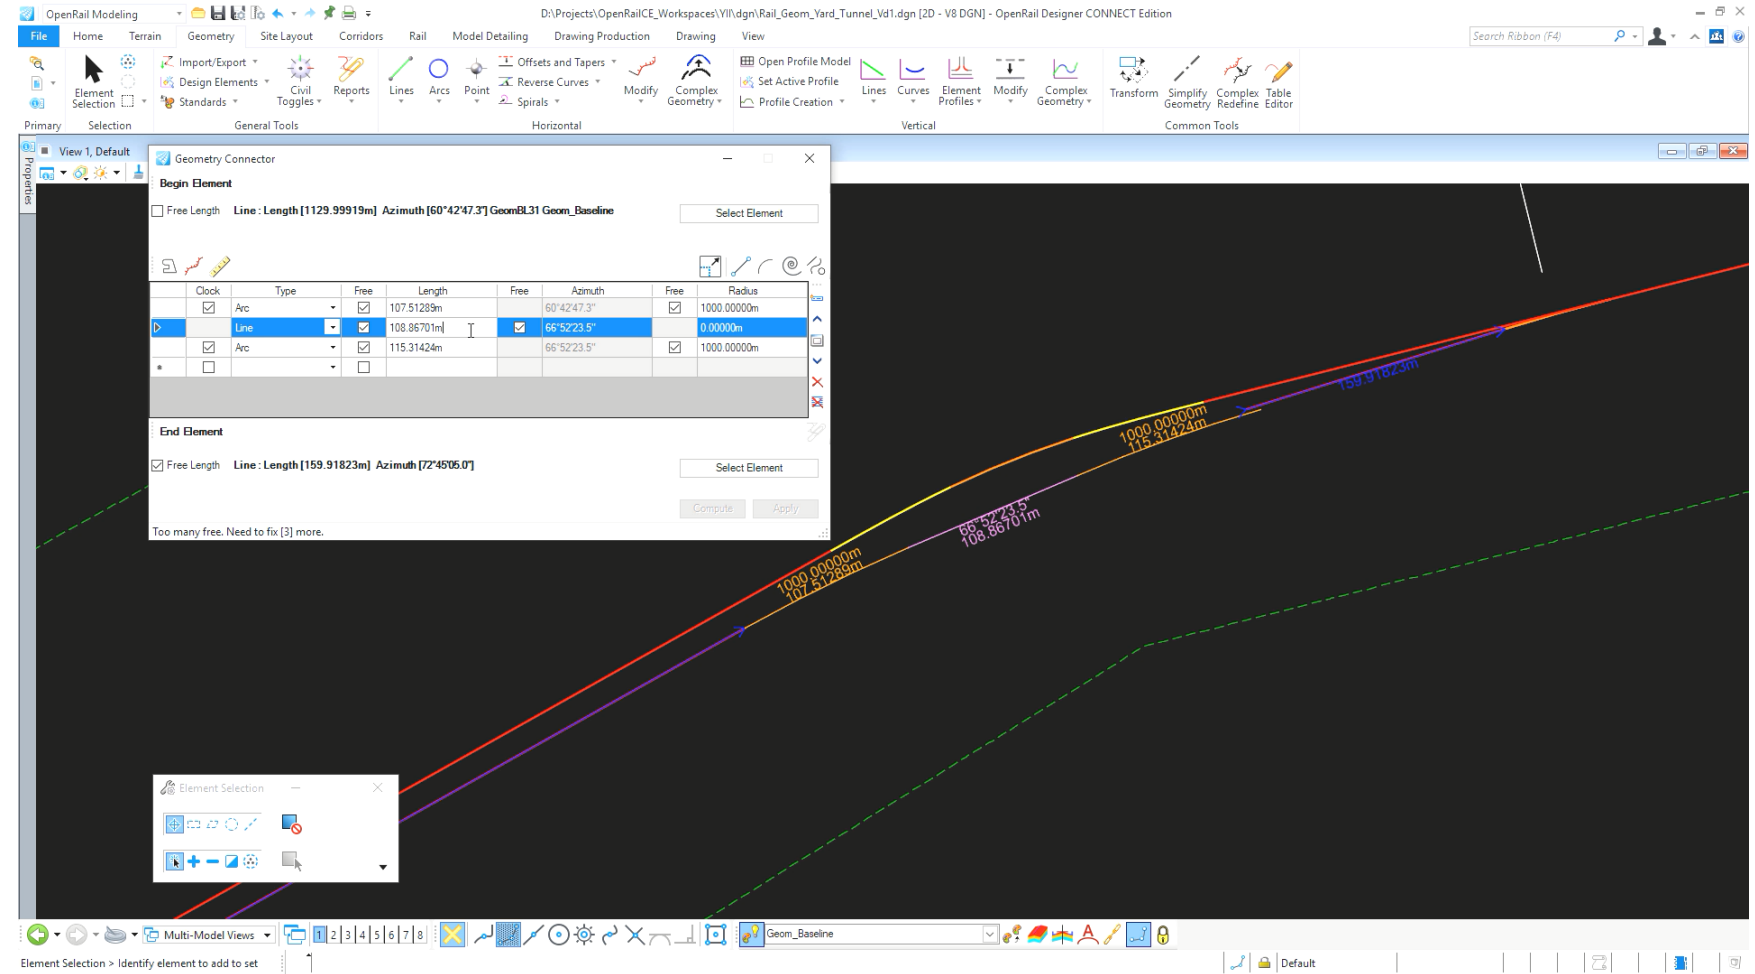 OpenRail Modeling
D:\Projects\OpenRailCE_Workspaces\YII\dgn\Rail_Geom_Yard_Tunnel_Vd1.dgn [2D - V8 DGN] - OpenRail Designer CONNECT Edition
File Home Terrain Geometry Site Layout Corridors Rail Model Detailing Drawing Production Drawing View
Search Ribbon (F4)
Element Selection
Import/Export
Design Elements
Standards
Civil Toggles
Reports
Lines
Arcs
Point
Offsets and Tapers
Reverse Curves
Spirals
Modify
Complex Geometry
Open Profile Model
Set Active Profile
Profile Creation
Lines
Curves
Element Profiles
Modify
Complex Geometry
Transform
Simplify Geometry
Complex Redefine
Table Editor
Primary Selection General Tools Horizontal Vertical Common Tools
Properties
View 1, Default
Geometry Connector
Begin Element
Free Length Line : Length [1129.99919m] Azimuth [60°42'47.3"] GeomBL31 Geom_Baseline
Select Element
Clock Type Free Length Free Azimuth Free Radius
Arc 107.51289m 60°42'47.3" 1000.00000m
Line 108.86701m 66°52'23.5" 0.00000m
Arc 115.31424m 66°52'23.5" 1000.00000m
End Element
Free Length Line : Length [159.91823m] Azimuth [72°45'05.0"]
Select Element
Compute Apply
Too many free. Need to fix [3] more.
159.91823m
1000.00000m
115.31424m
66°52'23.5"
108.86701m
1000.00000m
107.51289m
Element Selection
Multi-Model Views
1 2 3 4 5 6 7 8
Geom_Baseline
Element Selection > Identify element to add to set
Default